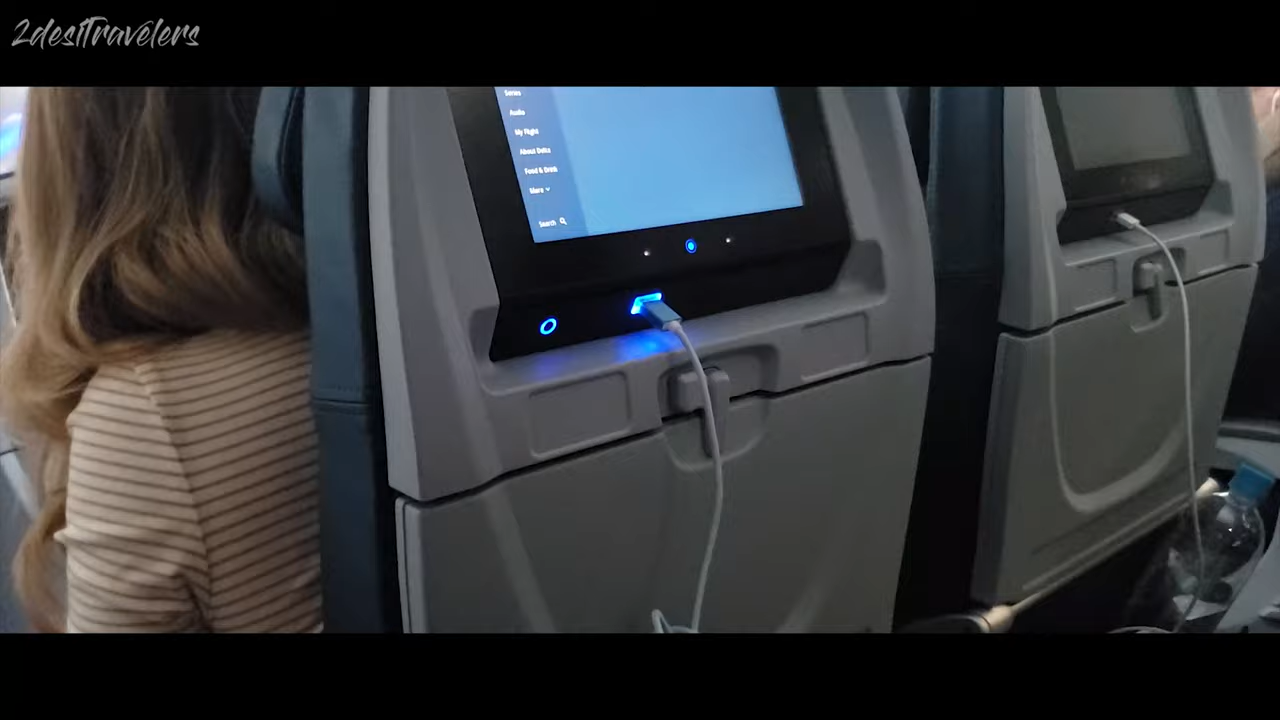 2desiTravelers
Series
Audio
My Flight
About Delta
Food & Drink
More
Search